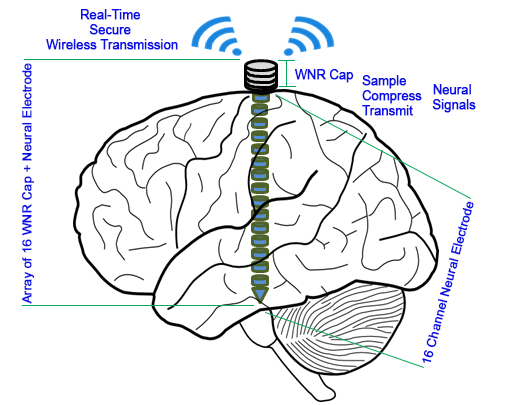 Real-Time
Secure
Wireless Transmission
WNR Cap
Sample
Compress
Transmit
Neural
Signals
Array of 16 WNR Cap + Neural Electrode
16 Channel Neural Electrode